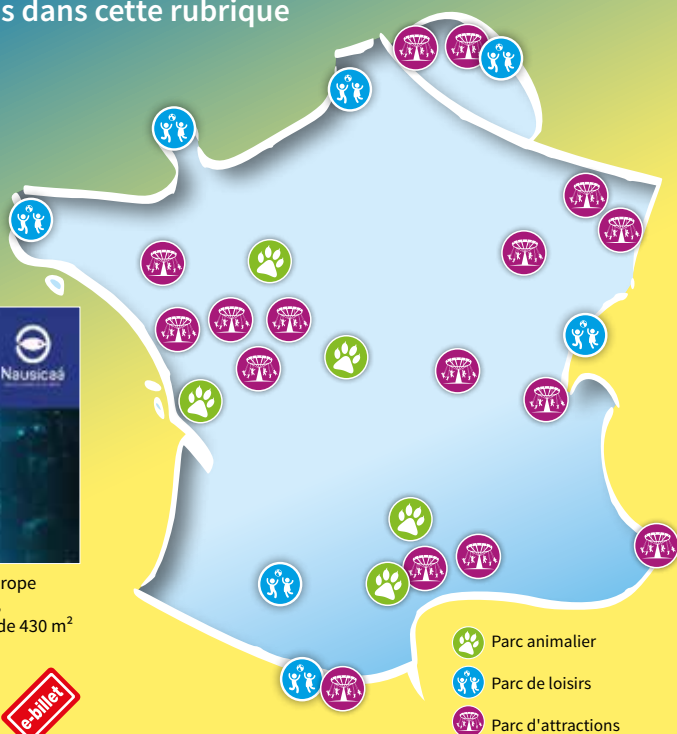 s dans cette rubrique
Nausicaá
rope
de 430 m²
e-billet
Parc animalier
Parc de loisirs
Parc d'attractions